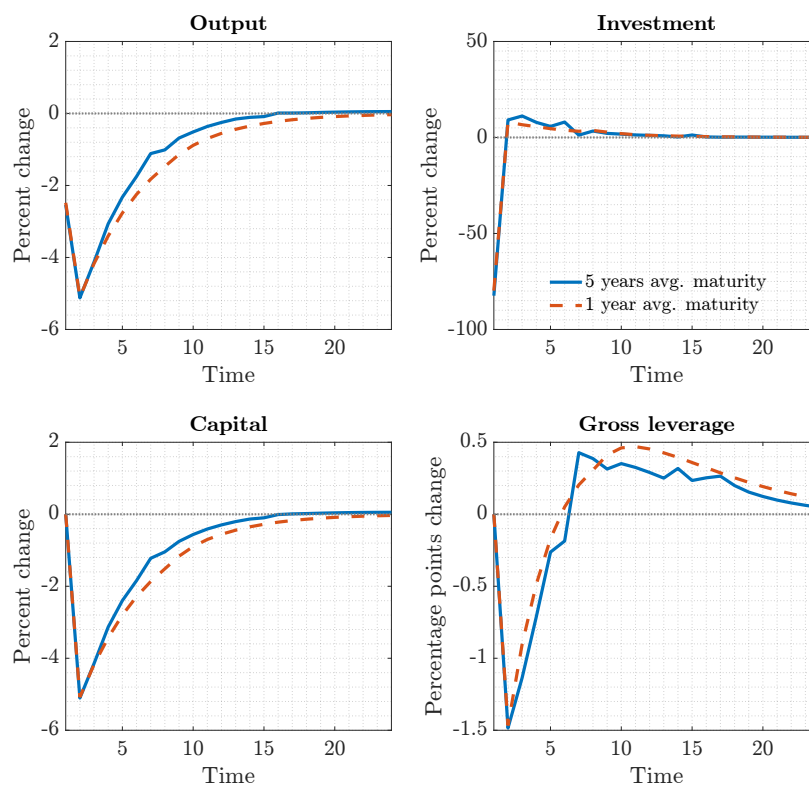 Output
Percent change
2
0
-2
-4
-6
5
10
15
20
Time
Investment
Percent change
50
0
-50
-100
5 years avg. maturity
1 year avg. maturity
5
10
15
20
Time
Capital
Percent change
2
0
-2
-4
-6
5
10
15
20
Time
Gross leverage
Percentage points change
0.5
0
-0.5
-1
-1.5
5
10
15
20
Time